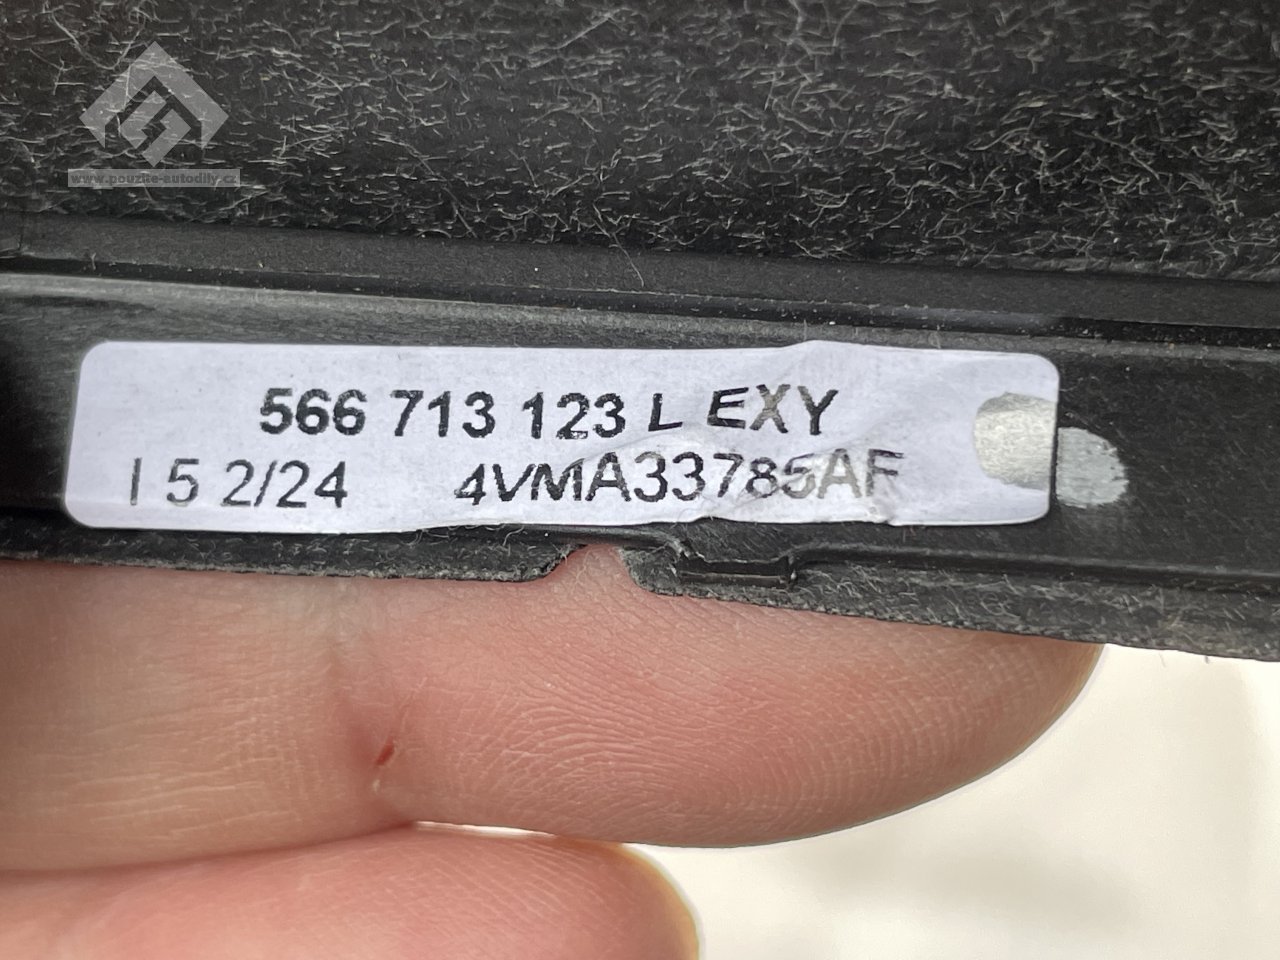 www.pouzite-autodily.cz
566 713 123 L EXY
I 5 2/24 4VMA33785AF